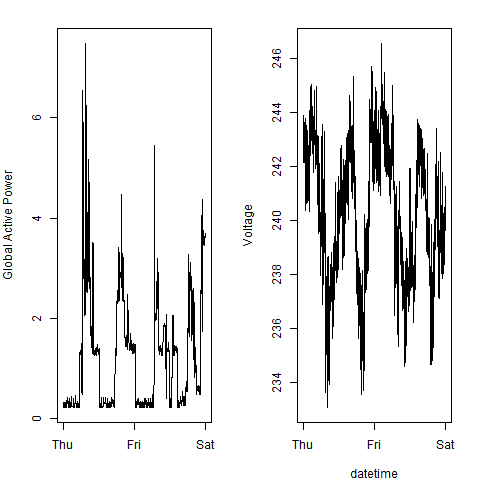 Global Active Power
0
2
4
6
Thu
Fri
Sat
Voltage
234
236
238
240
242
244
246
Thu
Fri
Sat
datetime